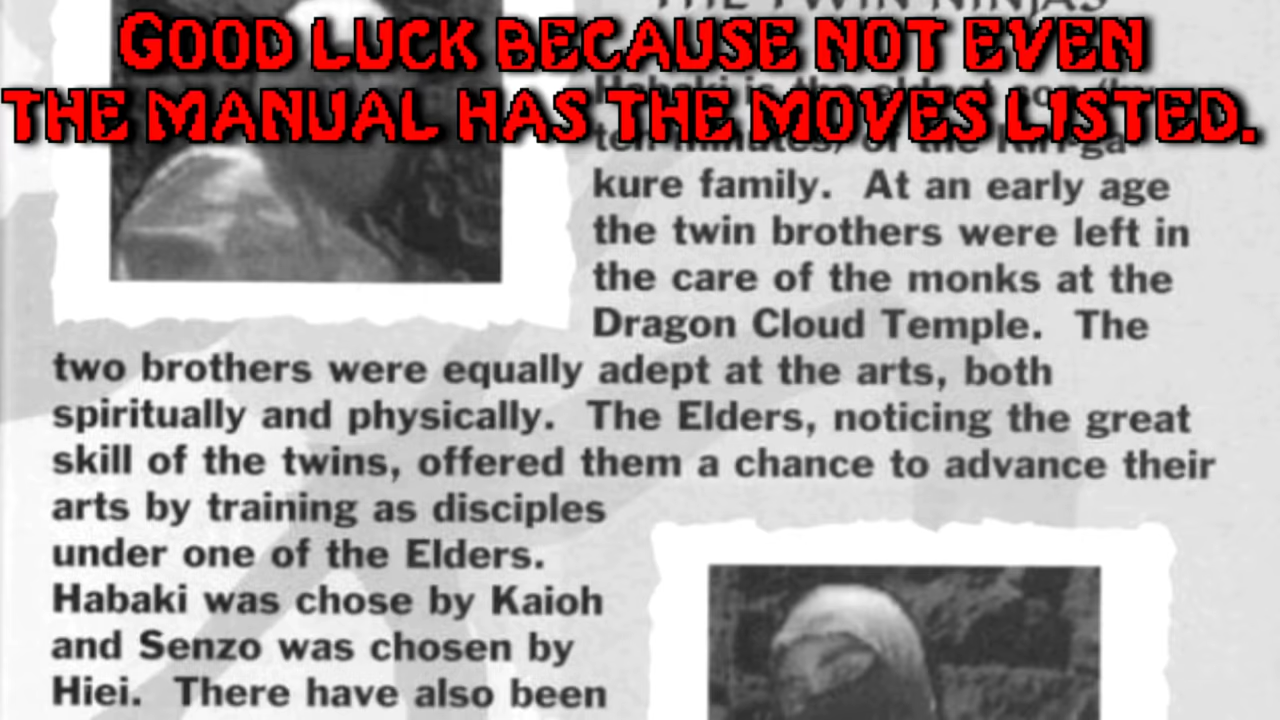 THE TWIN NINJAS
GOOD LUCK BECAUSE NOT EVEN
THE MANUAL HAS THE MOVES LISTED.
kure family. At an early age
the twin brothers were left in
the care of the monks at the
Dragon Cloud Temple. The
two brothers were equally adept at the arts, both
spiritually and physically. The Elders, noticing the great
skill of the twins, offered them a chance to advance their
arts by training as disciples
under one of the Elders.
Habaki was chose by Kaioh
and Senzo was chosen by
Hiei. There have also been